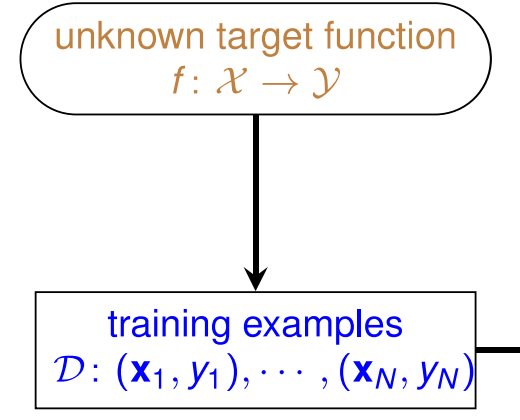 unknown target function
f : 𝒳 → 𝒴
training examples
𝒟 : (𝐱₁, y₁), ⋯ , (𝐱_N, y_N)